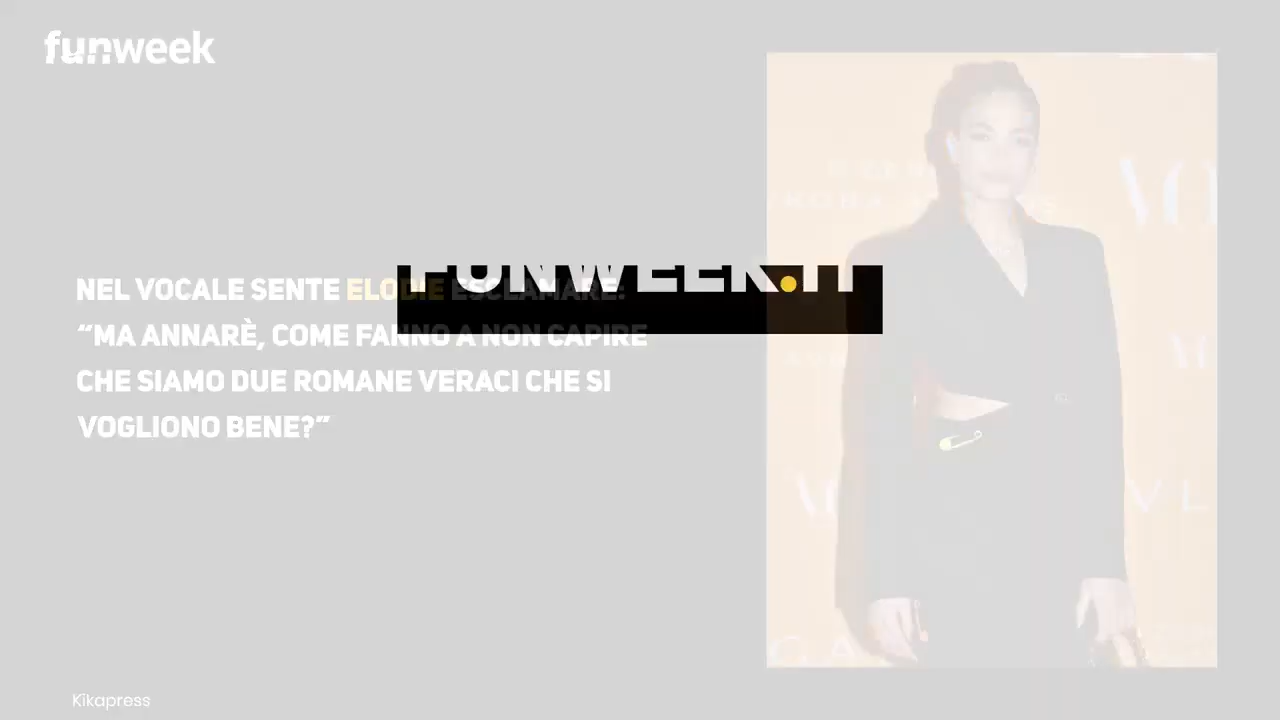 funweek
NEL VOCALE SENTE ELODIE ESCLAMARE:
“MA ANNARÈ, COME FANNO A NON CAPIRE
CHE SIAMO DUE ROMANE VERACI CHE SI
VOGLIONO BENE?”
FUNWEEK.IT
Kikapress